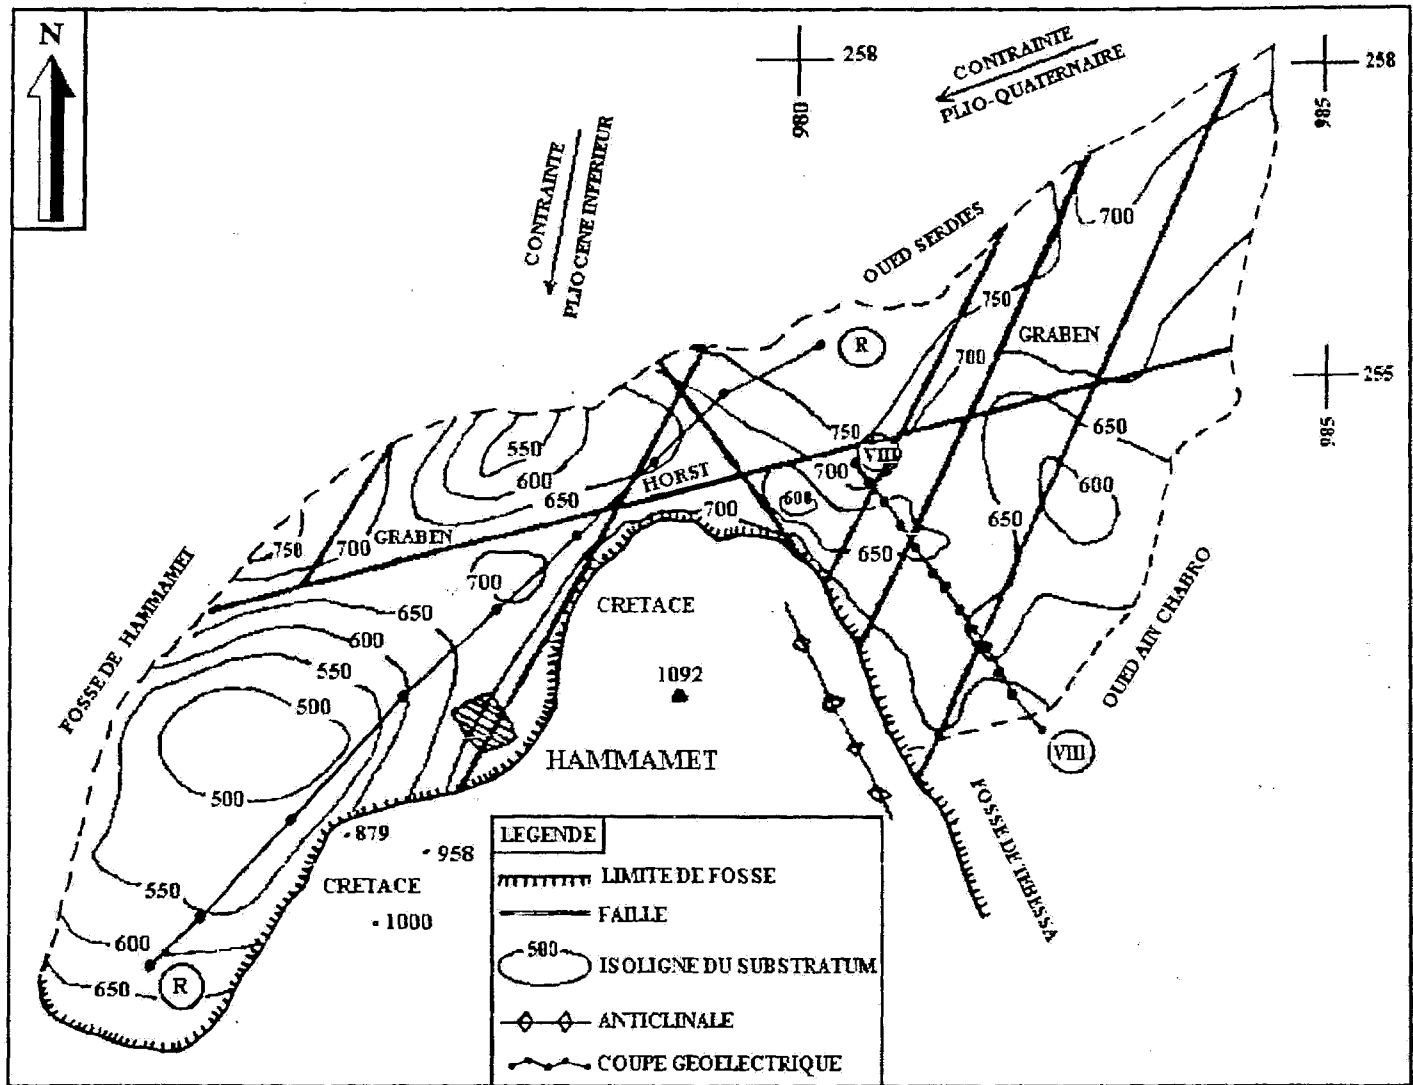 N
258
258
CONTRAINTE
PLIO-QUATERNAIRE
980
985
CONTRAINTE
PLIOCENE INFERIEUR
OUED SERDIES
700
750
R
GRABEN
700
255
985
550
750
650
VIII
600
HORST
700
600
650
700
600
650
750
700
GRABEN
650
700
FOSSE DE HAMMAMET
650
600
CRETACE
OUED AIN CHABRO
550
1092
500
HAMMAMET
VIII
500
879
958
FOSSE DE TEBESSA
550
CRETACE
1000
600
650
R
LEGENDE
LIMITE DE FOSSE
FAILLE
500
ISOLIGNE DU SUBSTRATUM
ANTICLINALE
COUPE GEOELECTRIQUE